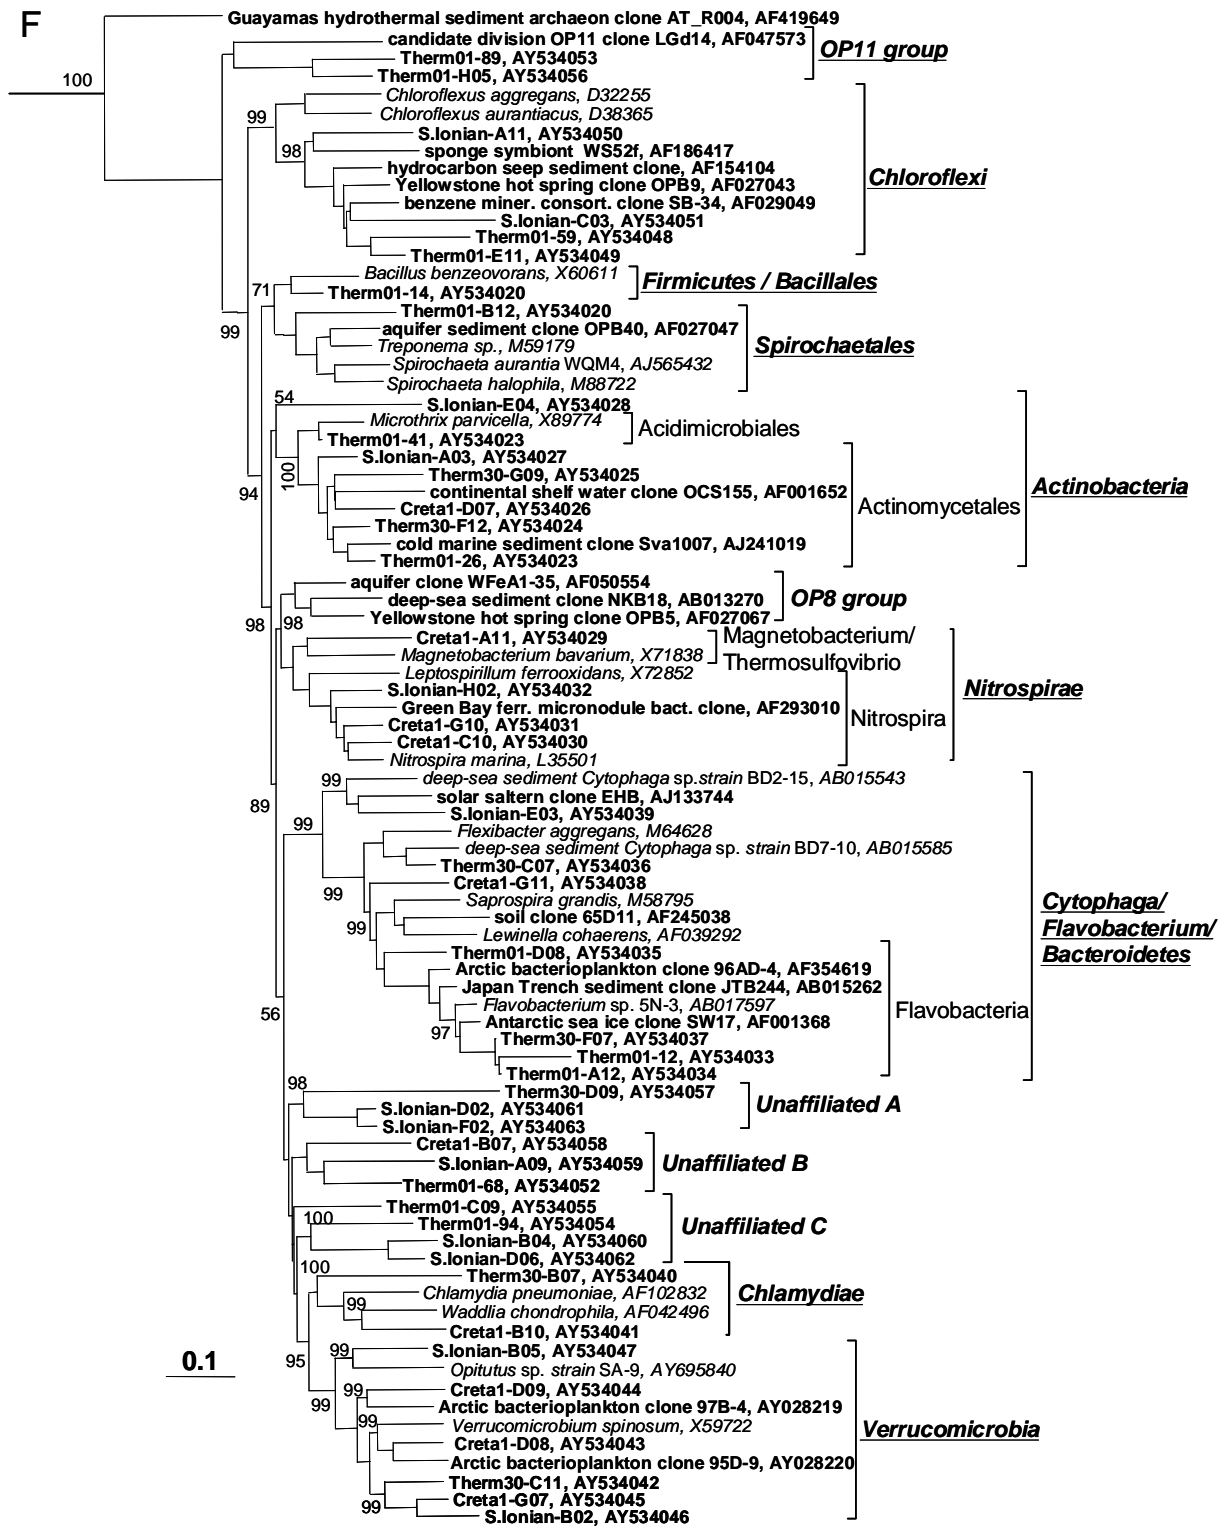 F
Guayamas hydrothermal sediment archaeon clone AT_R004, AF419649
candidate division OP11 clone LGd14, AF047573
OP11 group
Therm01-89, AY534053
100
Therm01-H05, AY534056
Chloroflexus aggregans, D32255
99
Chloroflexus aurantiacus, D38365
S.Ionian-A11, AY534050
98
sponge symbiont WS52f, AF186417
hydrocarbon seep sediment clone, AF154104
Chloroflexi
Yellowstone hot spring clone OPB9, AF027043
benzene miner. consort. clone SB-34, AF029049
S.Ionian-C03, AY534051
Therm01-59, AY534048
Therm01-E11, AY534049
Bacillus benzeovorans, X60611
Firmicutes / Bacillales
71
Therm01-14, AY534020
Therm01-B12, AY534020
99
aquifer sediment clone OPB40, AF027047
Treponema sp., M59179
Spirochaetales
Spirochaeta aurantia WQM4, AJ565432
Spirochaeta halophila, M88722
54
S.Ionian-E04, AY534028
Microthrix parvicella, X89774
Acidimicrobiales
Therm01-41, AY534023
S.Ionian-A03, AY534027
100
Therm30-G09, AY534025
94
continental shelf water clone OCS155, AF001652
Actinobacteria
Creta1-D07, AY534026
Actinomycetales
Therm30-F12, AY534024
cold marine sediment clone Sva1007, AJ241019
Therm01-26, AY534023
aquifer clone WFeA1-35, AF050554
deep-sea sediment clone NKB18, AB013270
OP8 group
98
98
Yellowstone hot spring clone OPB5, AF027067
Creta1-A11, AY534029
Magnetobacterium/
Magnetobacterium bavarium, X71838
Thermosulfovibrio
Leptospirillum ferrooxidans, X72852
S.Ionian-H02, AY534032
Nitrospirae
Green Bay ferr. micronodule bact. clone, AF293010
Nitrospira
Creta1-G10, AY534031
Creta1-C10, AY534030
Nitrospira marina, L35501
99
deep-sea sediment Cytophaga sp.strain BD2-15, AB015543
solar saltern clone EHB, AJ133744
89
S.Ionian-E03, AY534039
99
Flexibacter aggregans, M64628
deep-sea sediment Cytophaga sp. strain BD7-10, AB015585
Therm30-C07, AY534036
Creta1-G11, AY534038
99
Saprospira grandis, M58795
Cytophaga/
soil clone 65D11, AF245038
Flavobacterium/
99
Lewinella cohaerens, AF039292
Bacteroidetes
Therm01-D08, AY534035
Arctic bacterioplankton clone 96AD-4, AF354619
Japan Trench sediment clone JTB244, AB015262
Flavobacterium sp. 5N-3, AB017597
Flavobacteria
56
Antarctic sea ice clone SW17, AF001368
97
Therm30-F07, AY534037
Therm01-12, AY534033
Therm01-A12, AY534034
98
Therm30-D09, AY534057
Unaffiliated A
S.Ionian-D02, AY534061
S.Ionian-F02, AY534063
Creta1-B07, AY534058
S.Ionian-A09, AY534059
Unaffiliated B
Therm01-68, AY534052
Therm01-C09, AY534055
100
Therm01-94, AY534054
Unaffiliated C
S.Ionian-B04, AY534060
S.Ionian-D06, AY534062
100
Therm30-B07, AY534040
Chlamydia pneumoniae, AF102832
Chlamydiae
99
Waddlia chondrophila, AF042496
Creta1-B10, AY534041
99
S.Ionian-B05, AY534047
0.1
95
Opitutus sp. strain SA-9, AY695840
99
Creta1-D09, AY534044
99
Arctic bacterioplankton clone 97B-4, AY028219
99
Verrucomicrobium spinosum, X59722
Verrucomicrobia
Creta1-D08, AY534043
Arctic bacterioplankton clone 95D-9, AY028220
Therm30-C11, AY534042
99
Creta1-G07, AY534045
S.Ionian-B02, AY534046